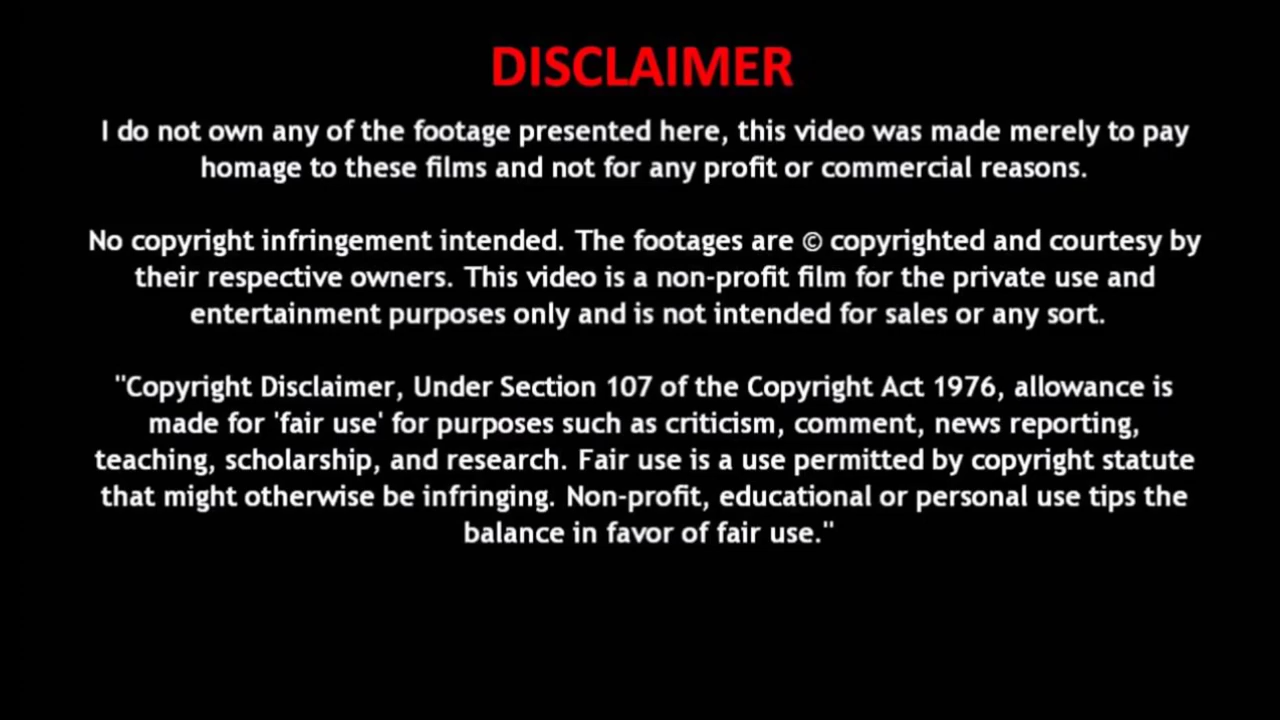 DISCLAIMER
I do not own any of the footage presented here, this video was made merely to pay
homage to these films and not for any profit or commercial reasons.
No copyright infringement intended. The footages are © copyrighted and courtesy by
their respective owners. This video is a non-profit film for the private use and
entertainment purposes only and is not intended for sales or any sort.
"Copyright Disclaimer, Under Section 107 of the Copyright Act 1976, allowance is
made for 'fair use' for purposes such as criticism, comment, news reporting,
teaching, scholarship, and research. Fair use is a use permitted by copyright statute
that might otherwise be infringing. Non-profit, educational or personal use tips the
balance in favor of fair use."